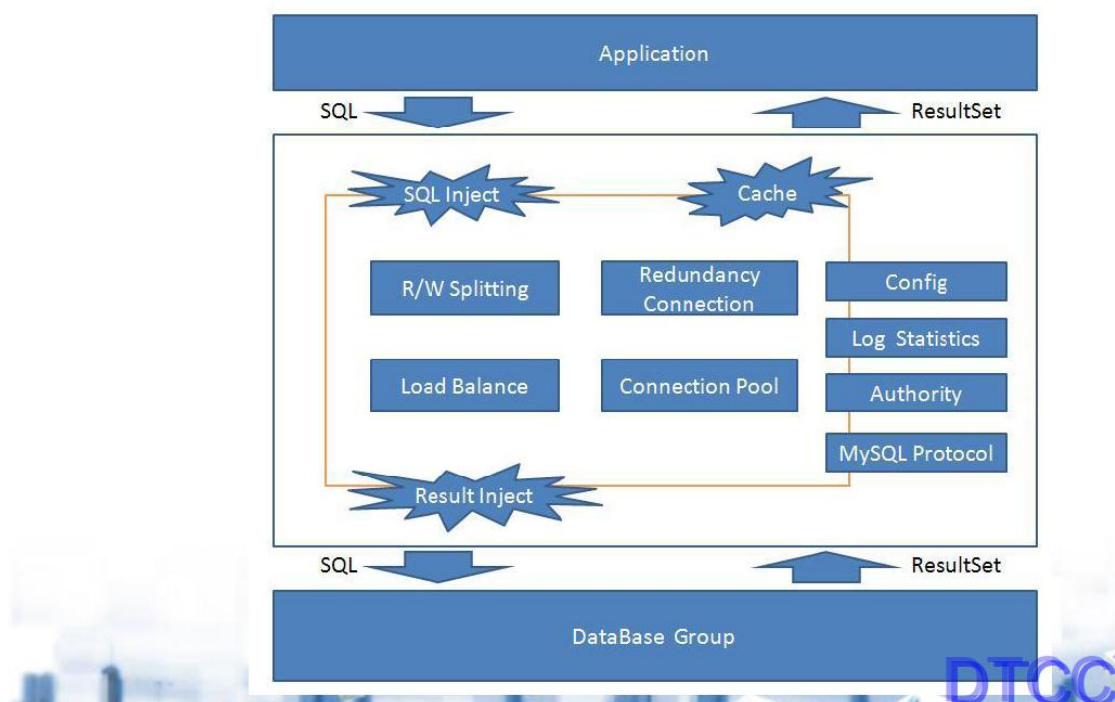 Application
SQL
ResultSet
SQL Inject
Cache
R/W Splitting
Redundancy
Connection
Config
Log Statistics
Load Balance
Connection Pool
Authority
MySQL Protocol
Result Inject
SQL
ResultSet
DataBase Group
DTCC